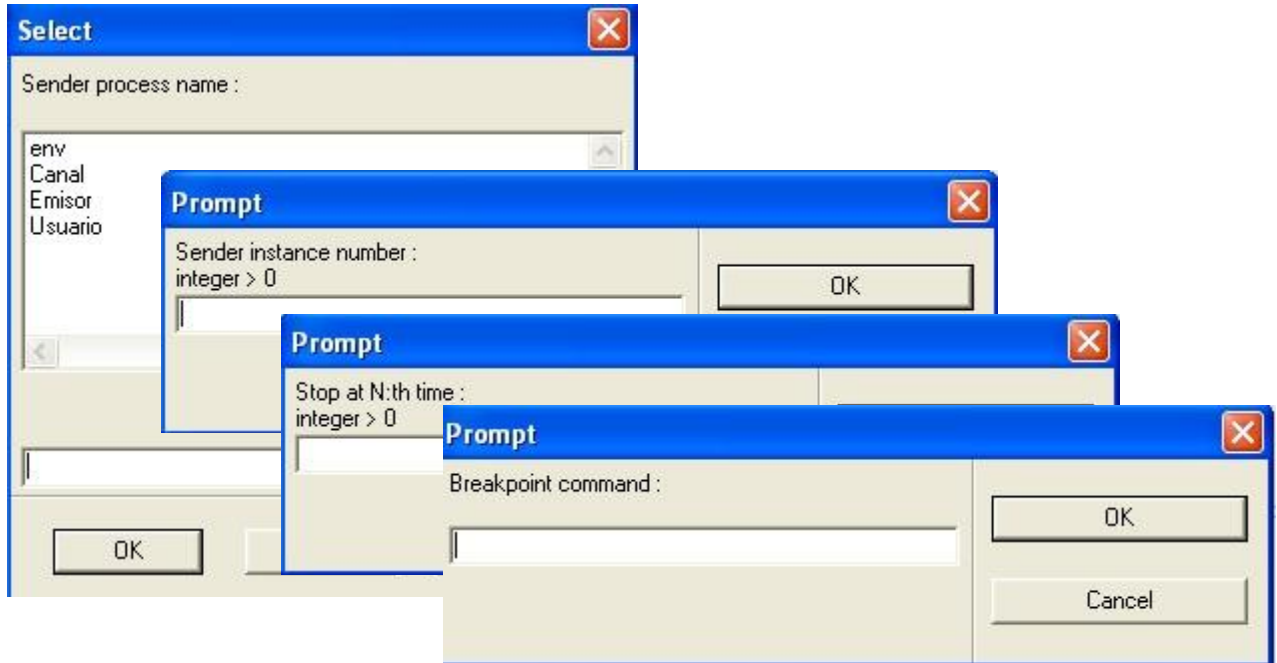 Select
Sender process name :
env
Canal
Emisor
Usuario
OK
Prompt
Sender instance number :
integer > 0
OK
Prompt
Stop at N:th time :
integer > 0
Prompt
Breakpoint command :
OK
Cancel